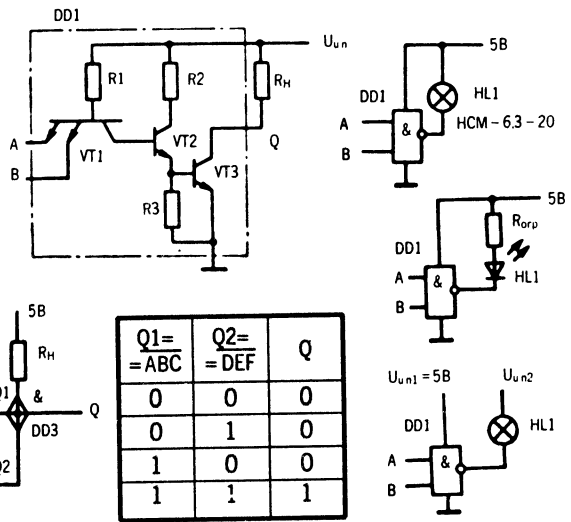 DD1
Uип
R1
R2
RН
A
B
VT1
VT2
VT3
R3
Q
5В
DD1
HL1
A
&
НСМ – 6,3 – 20
B
5В
Rогр
DD1
A
&
HL1
B
5В
RН
Q1
&
Q
DD3
Q2
Q1= =ABC
Q2= =DEF
Q
0 0 0
0 1 0
1 0 0
1 1 1
Uип1 = 5В
Uип2
DD1
HL1
A
&
B